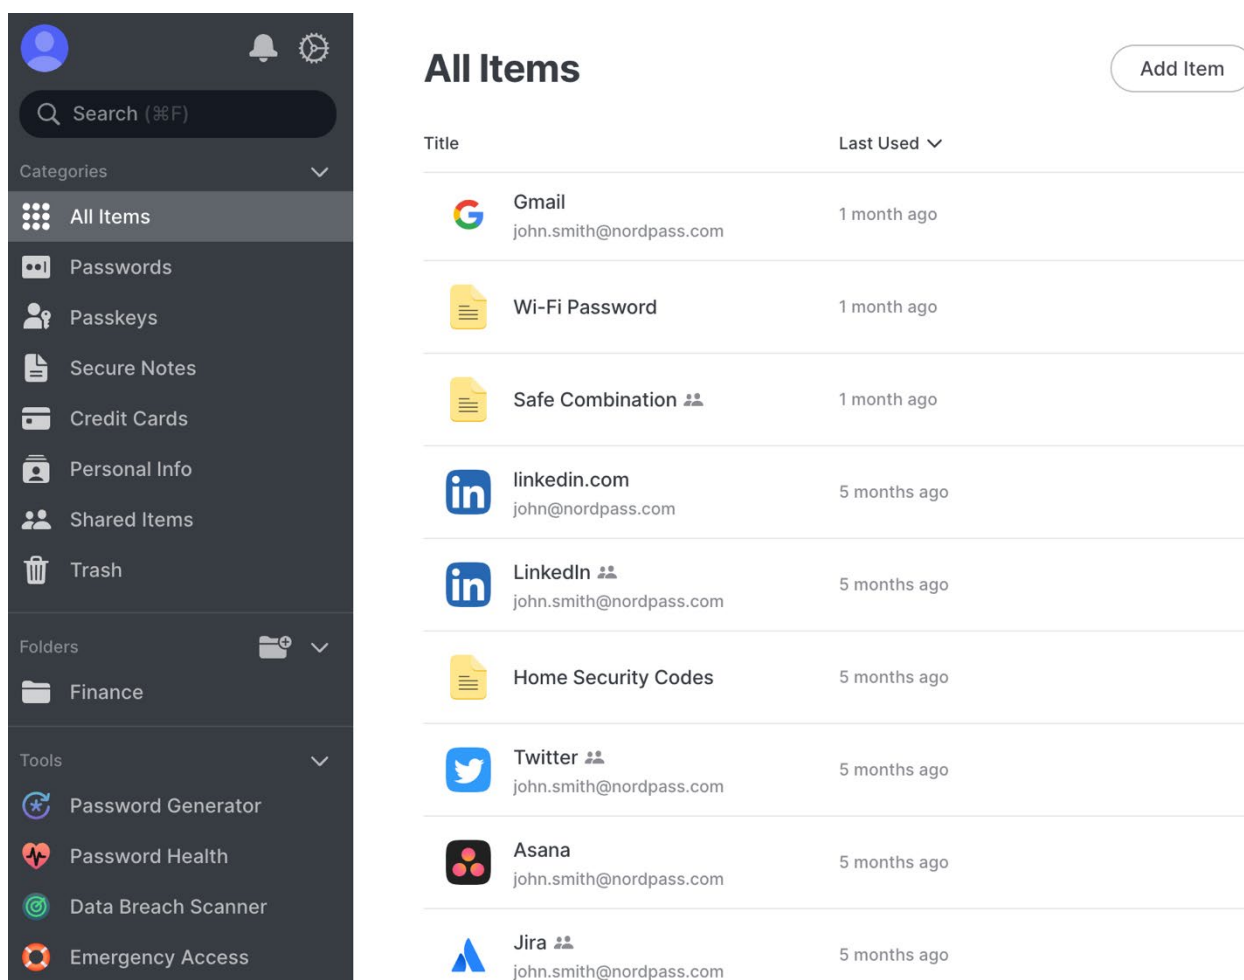 Search (⌘F)
Categories
All Items
Passwords
Passkeys
Secure Notes
Credit Cards
Personal Info
Shared Items
Trash
Folders
Finance
Tools
Password Generator
Password Health
Data Breach Scanner
Emergency Access
All Items
Add Item
Title Last Used
Gmail
john.smith@nordpass.com
1 month ago
Wi-Fi Password
1 month ago
Safe Combination
1 month ago
linkedin.com
john@nordpass.com
5 months ago
LinkedIn
john.smith@nordpass.com
5 months ago
Home Security Codes
5 months ago
Twitter
john.smith@nordpass.com
5 months ago
Asana
john.smith@nordpass.com
5 months ago
Jira
john.smith@nordpass.com
5 months ago